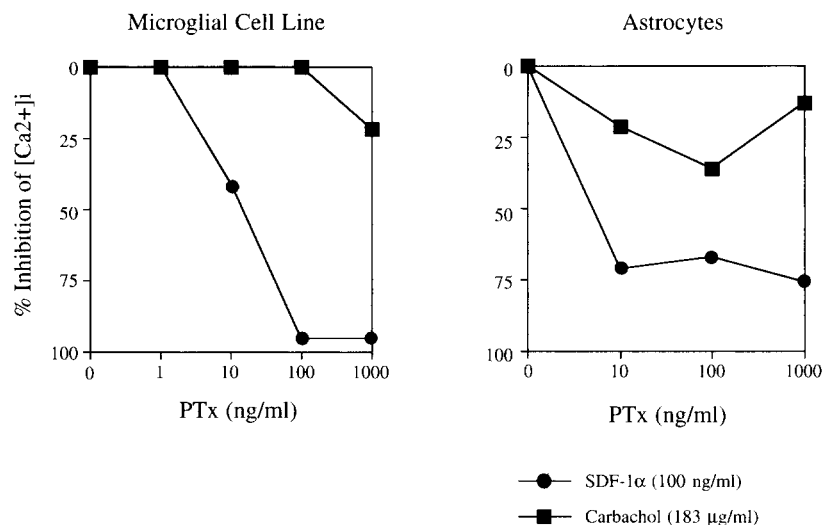 Microglial Cell Line
Astrocytes
% Inhibition of [Ca2+]i
0
25
50
75
100
0
1
10
100
1000
PTx (ng/ml)
0
25
50
75
100
0
10
100
1000
PTx (ng/ml)
SDF-1α (100 ng/ml)
Carbachol (183 µg/ml)